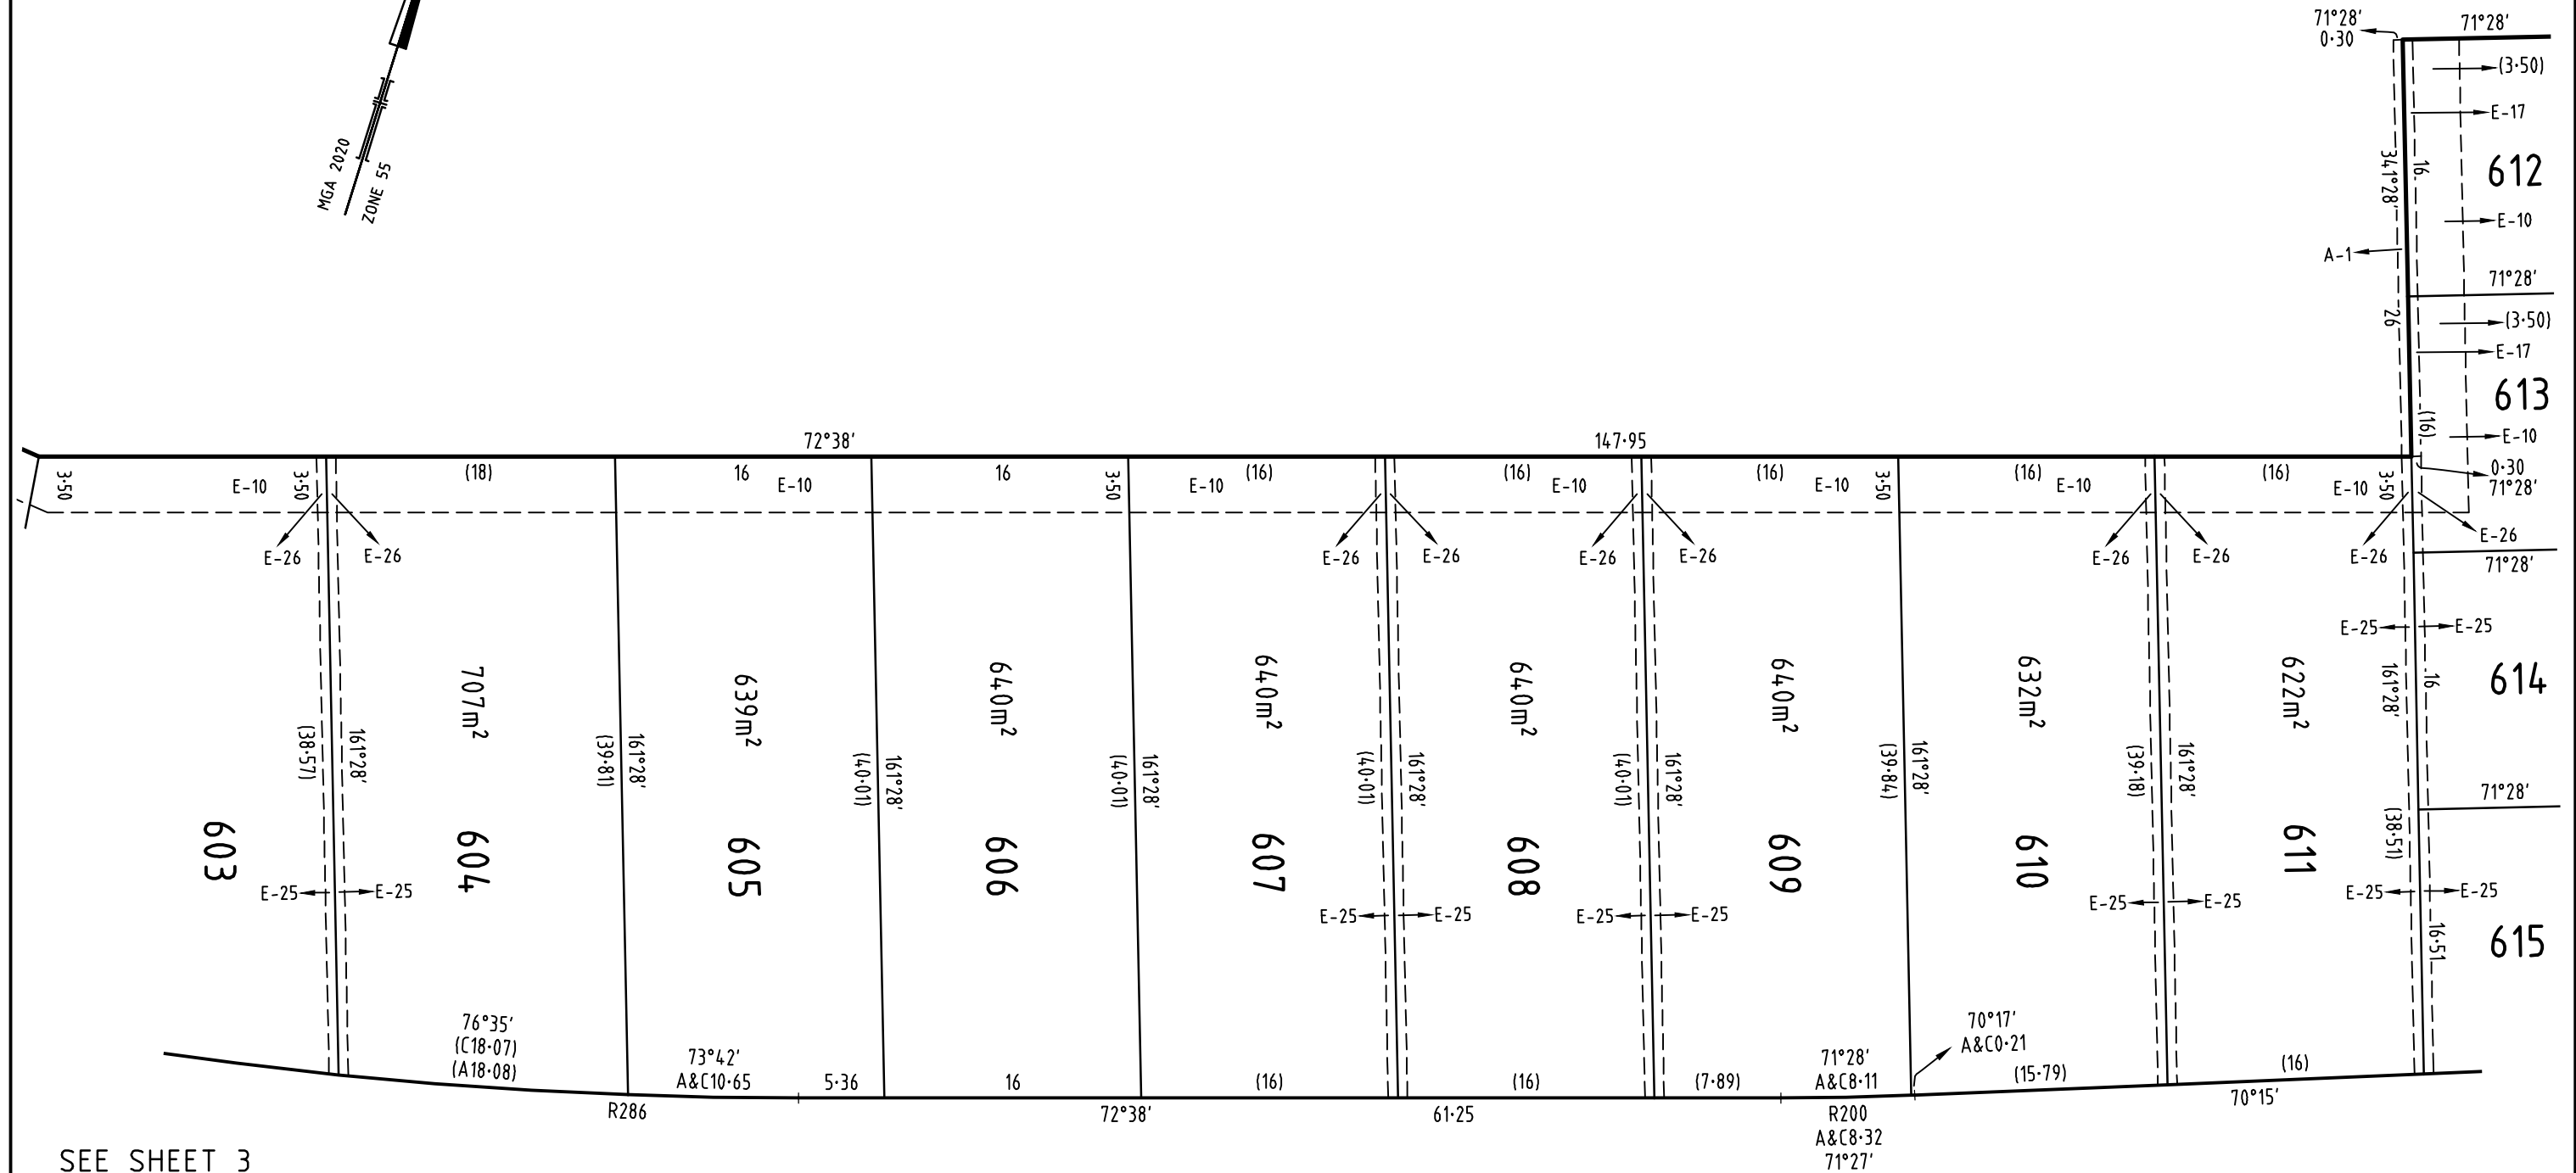 MGA 2020
ZONE 55
71°28'
0·30
71°28'
(3·50)
E-17
612
341°28'
16
E-10
A-1
71°28'
26
(3·50)
E-17
613
(16)
E-10
0·30
71°28'
72°38'
147·95
3·50
E-10
3·50
(18)
16
E-10
16
3·50
E-10
(16)
(16)
E-10
(16)
E-10
3·50
(16)
E-10
(16)
E-10
3·50
E-26
E-26
E-26
E-26
E-26
E-26
E-26
E-26
E-26
E-26
71°28'
E-25
E-25
614
16
161°28'
707m²
639m²
640m²
640m²
640m²
640m²
632m²
622m²
(38·57)
161°28'
(39·81)
161°28'
(40·01)
161°28'
(40·01)
161°28'
(40·01)
161°28'
(40·01)
161°28'
(39·84)
161°28'
(39·18)
161°28'
(38·51)
71°28'
603
604
605
606
607
608
609
610
611
E-25
E-25
E-25
E-25
E-25
E-25
E-25
E-25
E-25
E-25
16·51
615
76°35'
(C18·07)
(A18·08)
73°42'
A&C10·65
5·36
16
(16)
(16)
(7·89)
71°28'
A&C8·11
70°17'
A&C0·21
(15·79)
(16)
R286
72°38'
61·25
R200
A&C8·32
71°27'
70°15'
SEE SHEET 3